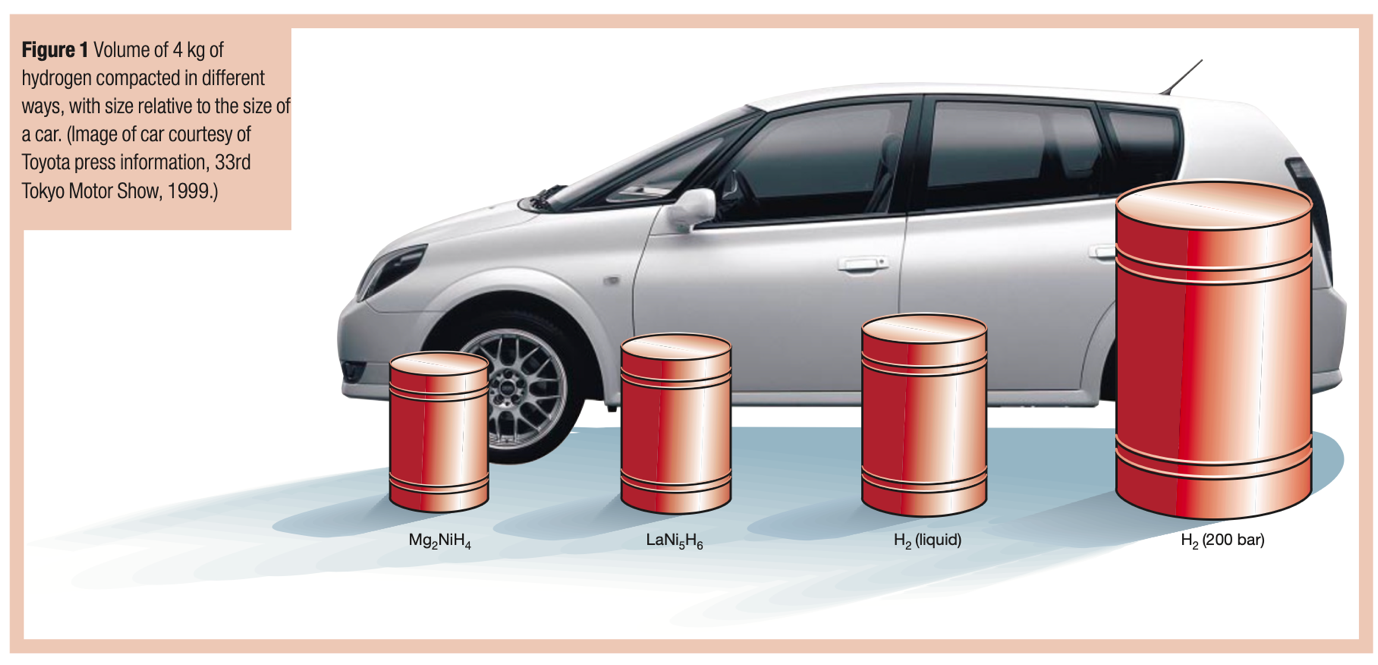 Figure 1 Volume of 4 kg of
hydrogen compacted in different
ways, with size relative to the size of
a car. (Image of car courtesy of
Toyota press information, 33rd
Tokyo Motor Show, 1999.)
Mg₂NiH₄
LaNi₅H₆
H₂ (liquid)
H₂ (200 bar)